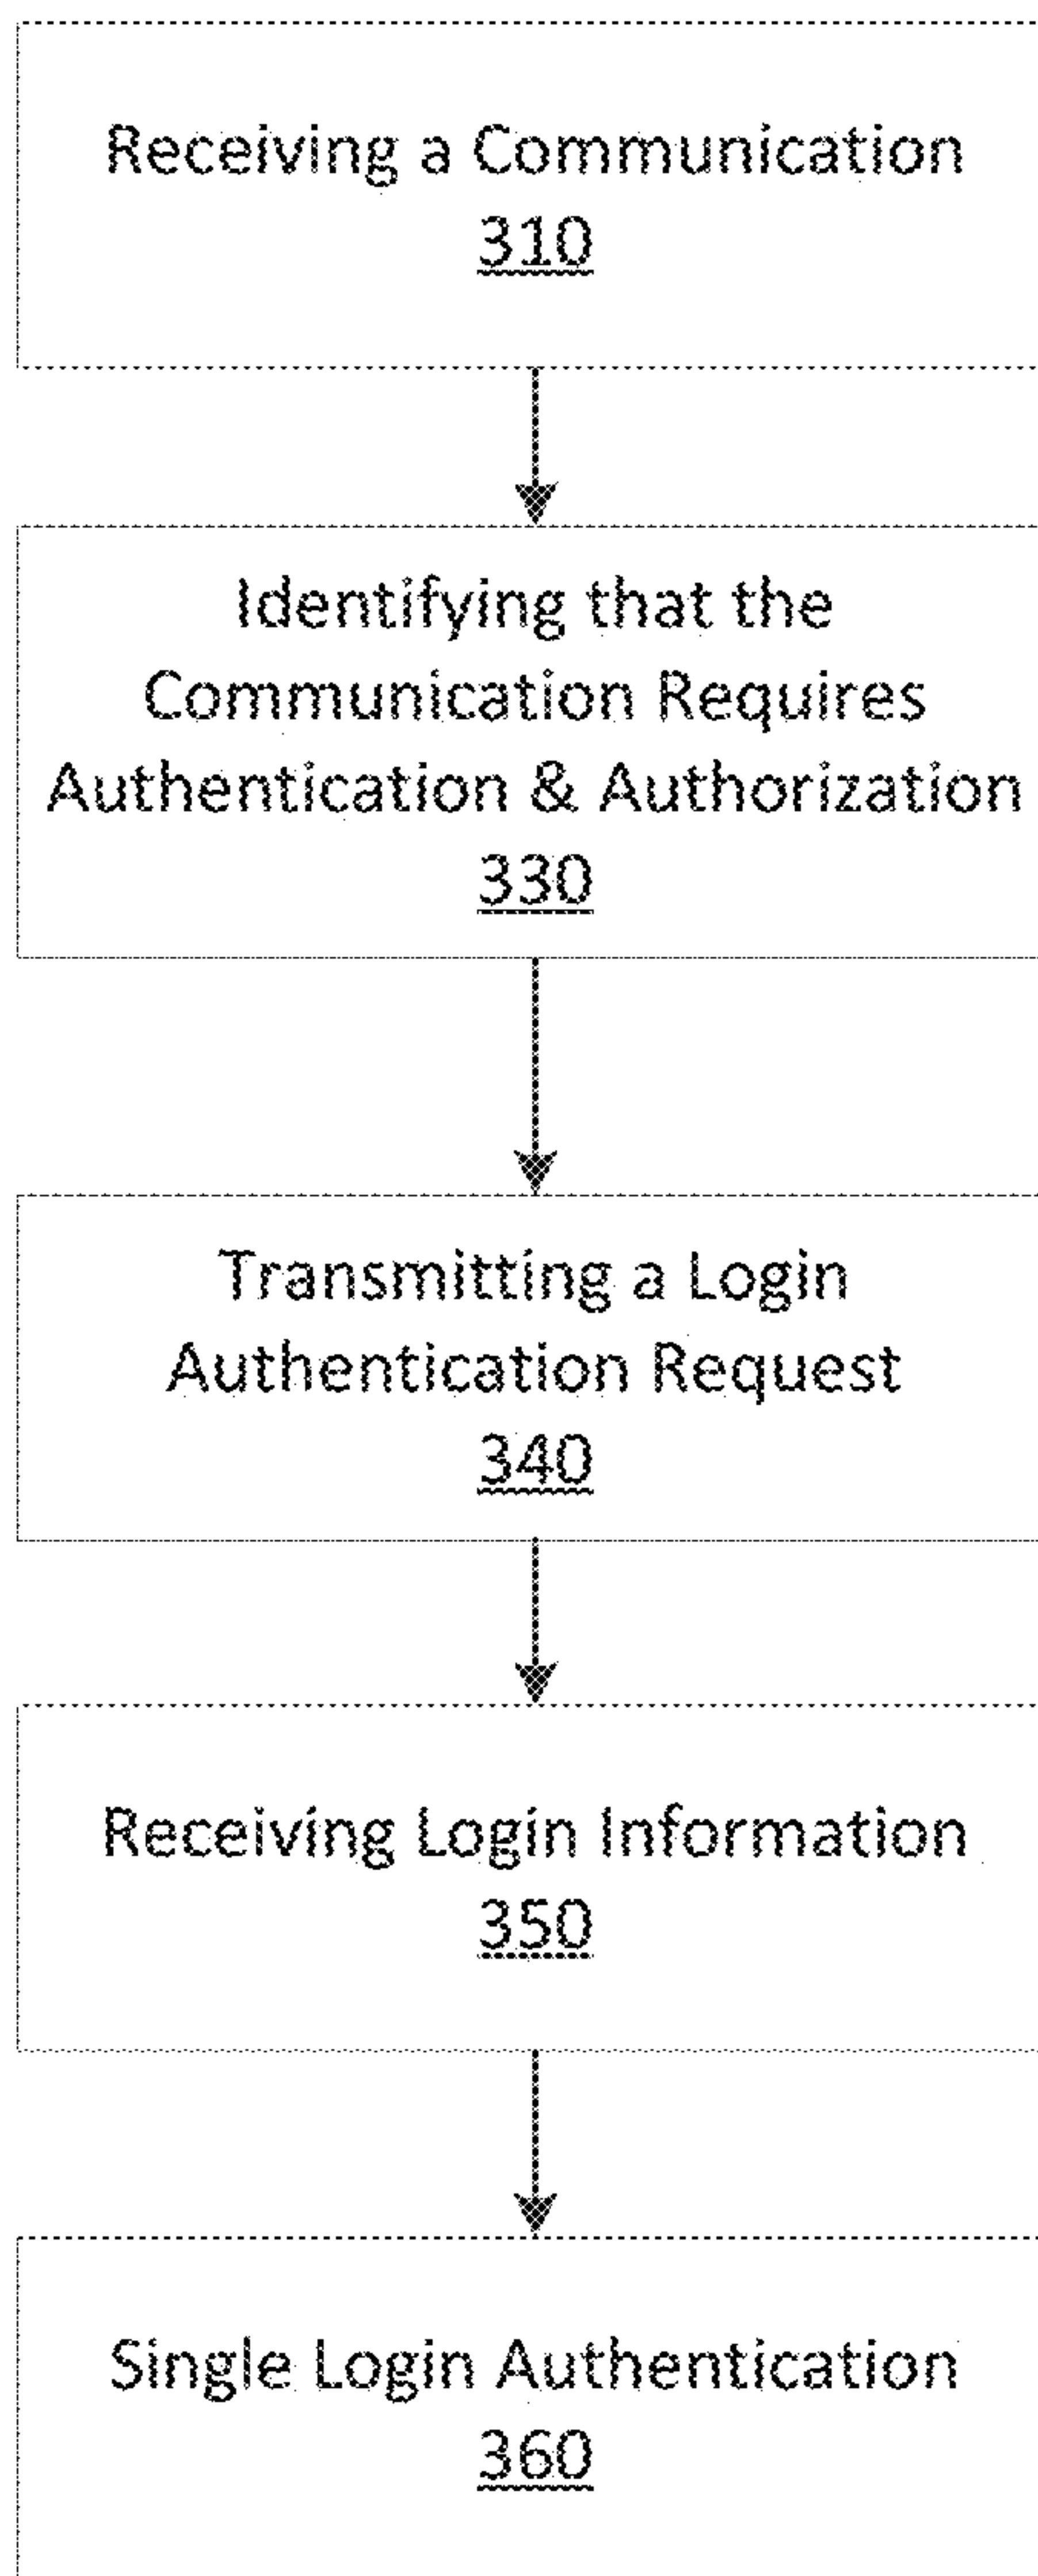 Receiving a Communication
310
Identifying that the
Communication Requires
Authentication & Authorization
330
Transmitting a Login
Authentication Request
340
Receiving Login Information
350
Single Login Authentication
360